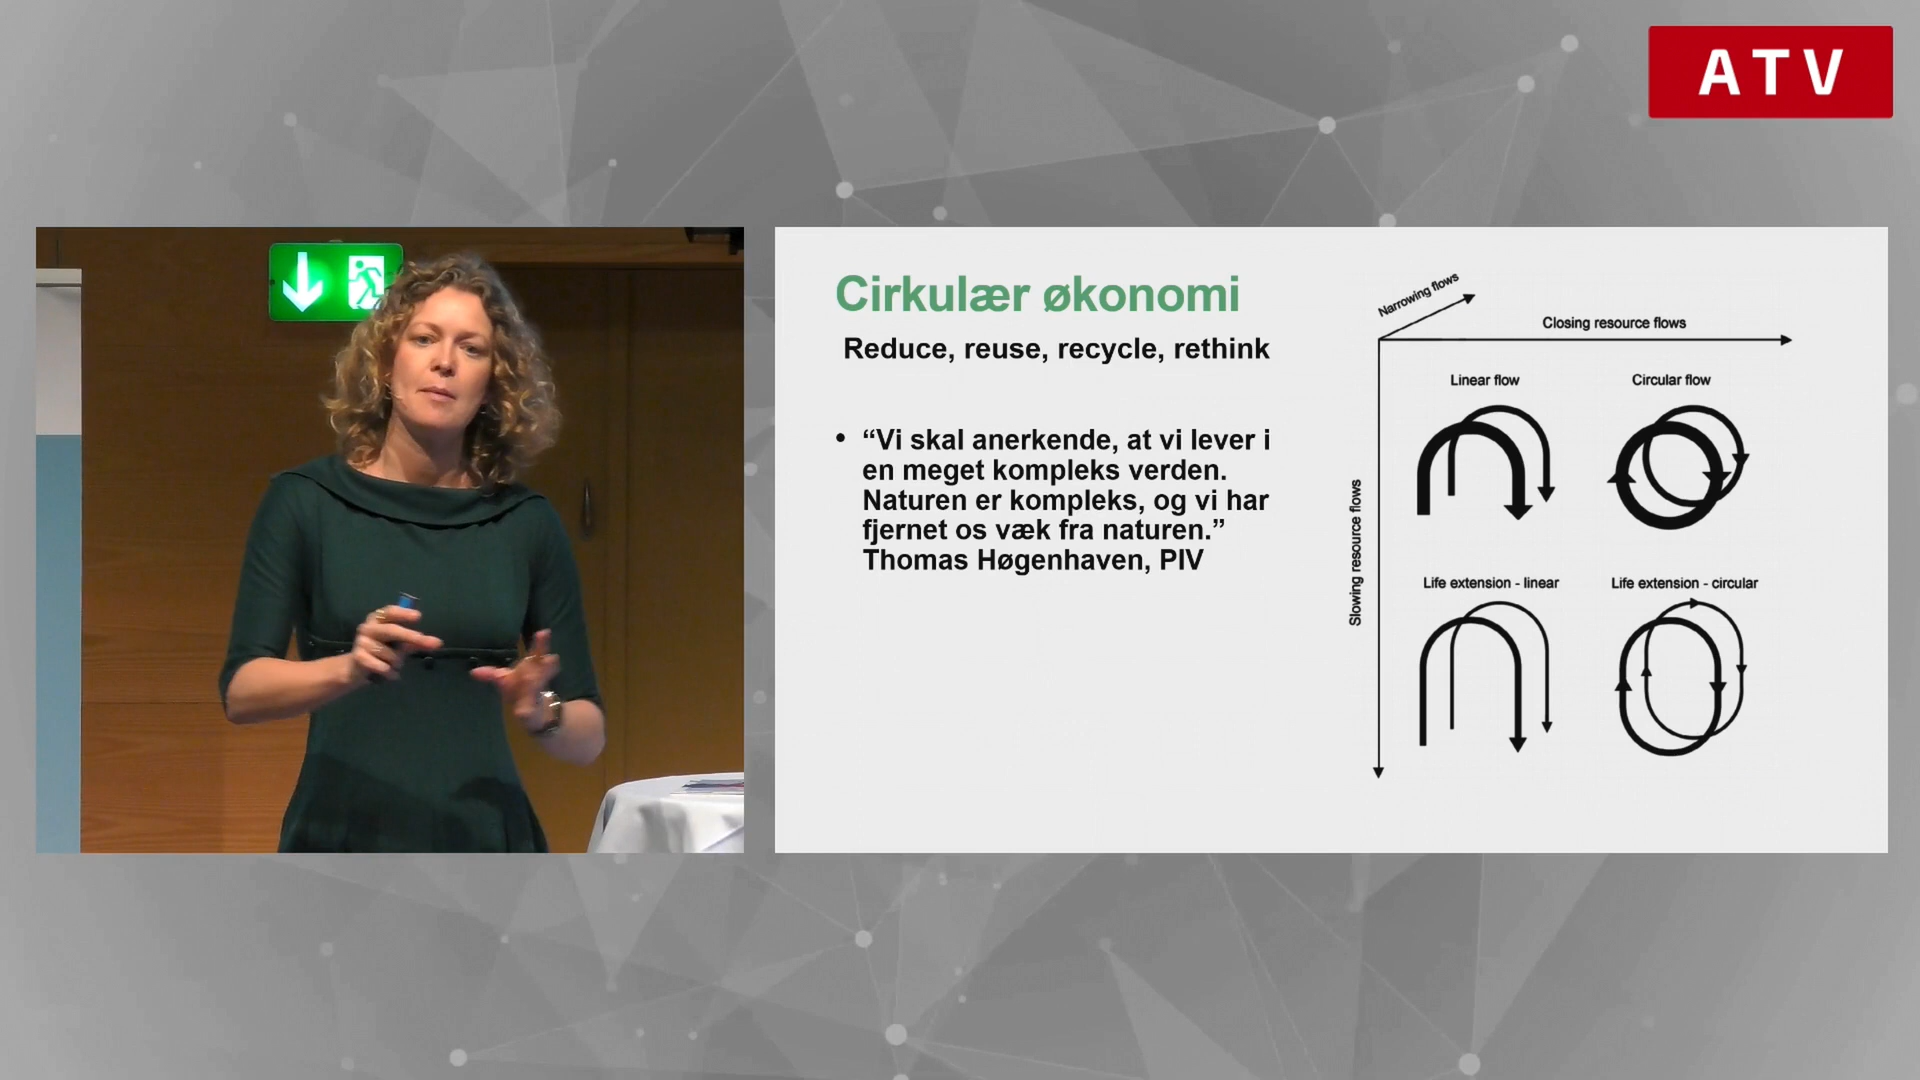 ATV
Cirkulær økonomi
Reduce, reuse, recycle, rethink
• “Vi skal anerkende, at vi lever i
en meget kompleks verden.
Naturen er kompleks, og vi har
fjernet os væk fra naturen.”
Thomas Høgenhaven, PIV
Narrowing flows
Closing resource flows
Slowing resource flows
Linear flow
Circular flow
Life extension - linear
Life extension - circular